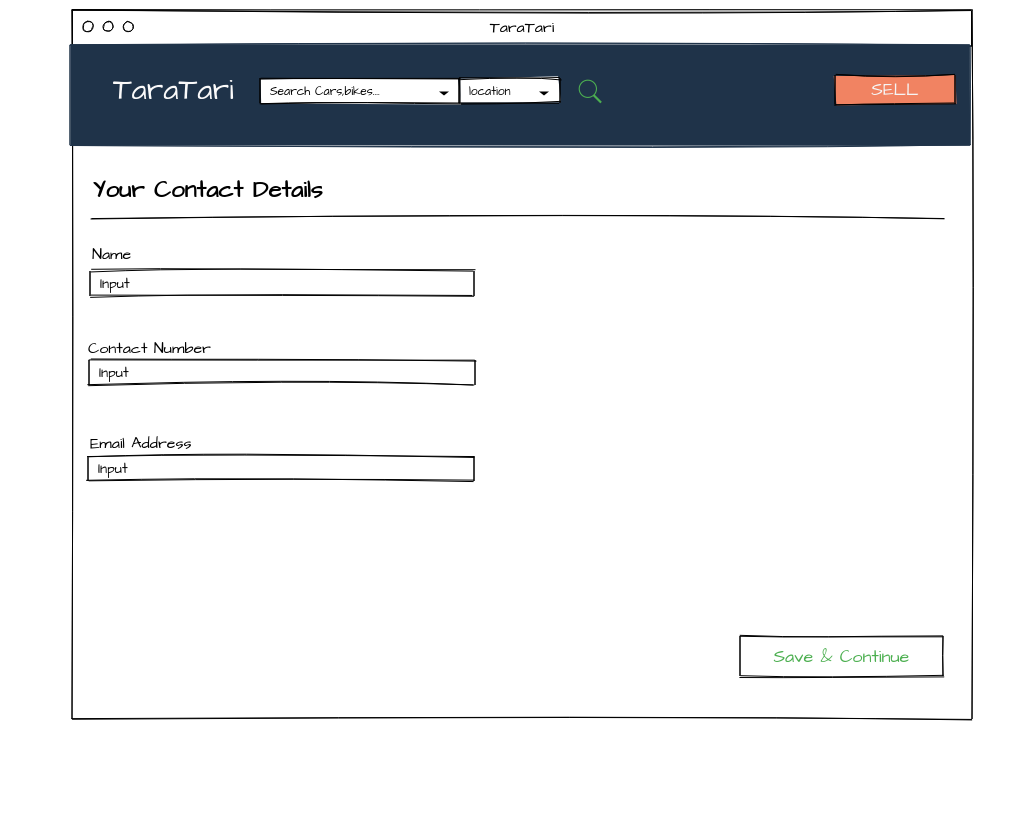 TaraTari
TaraTari
Search Cars,bikes...
location
SELL
Your Contact Details
Name
Input
Contact Number
Input
Email Address
Input
Save & Continue